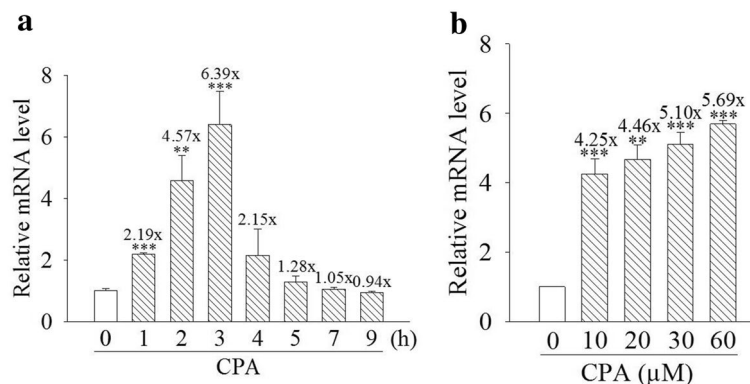 a
Relative mRNA level
8
6
4
2
0
2.19x
***
4.57x
**
6.39x
***
2.15x
1.28x
1.05x
0.94x
0 1 2 3 4 5 7 9 (h)
CPA
b
Relative mRNA level
8
6
4
2
0
4.25x
***
4.46x
**
5.10x
***
5.69x
***
0 10 20 30 60
CPA (μM)